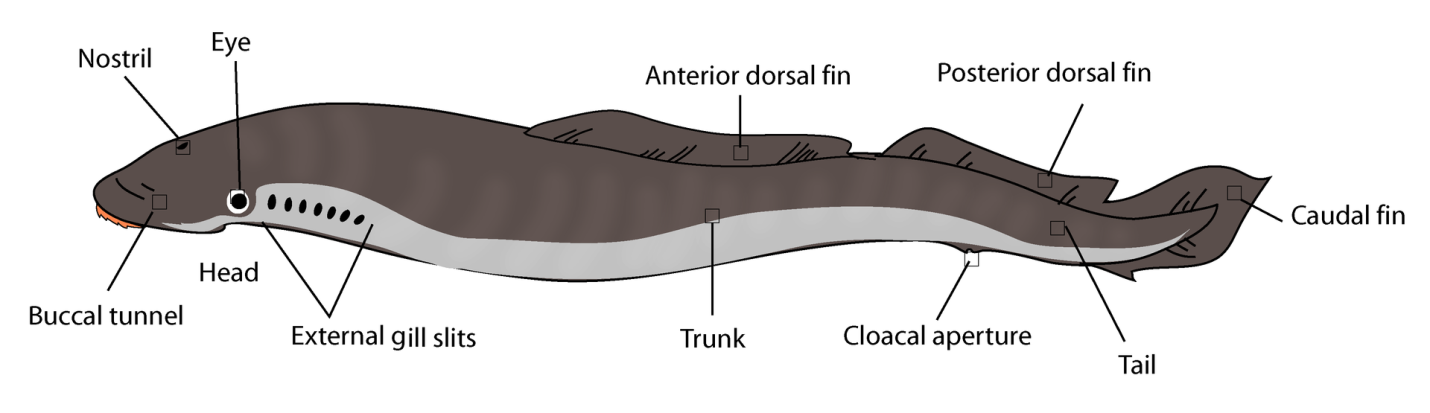 Eye
Nostril
Anterior dorsal fin
Posterior dorsal fin
Caudal fin
Head
Buccal tunnel
External gill slits
Trunk
Cloacal aperture
Tail